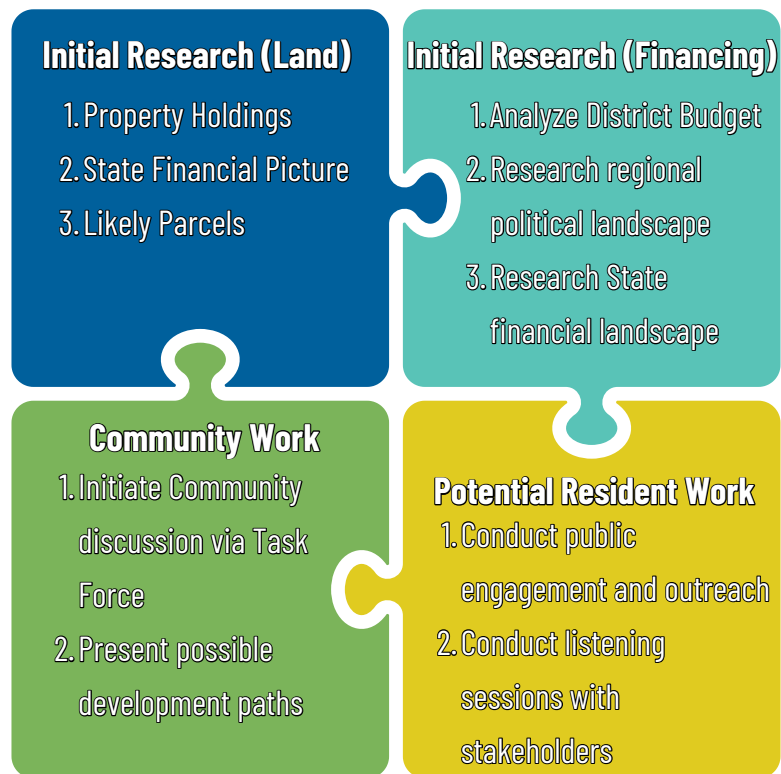 Initial Research (Land)
1. Property Holdings
2. State Financial Picture
3. Likely Parcels
Initial Research (Financing)
1. Analyze District Budget
2. Research regional
political landscape
3. Research State
financial landscape
Community Work
1. Initiate Community
discussion via Task
Force
2. Present possible
development paths
Potential Resident Work
1. Conduct public
engagement and outreach
2. Conduct listening
sessions with
stakeholders